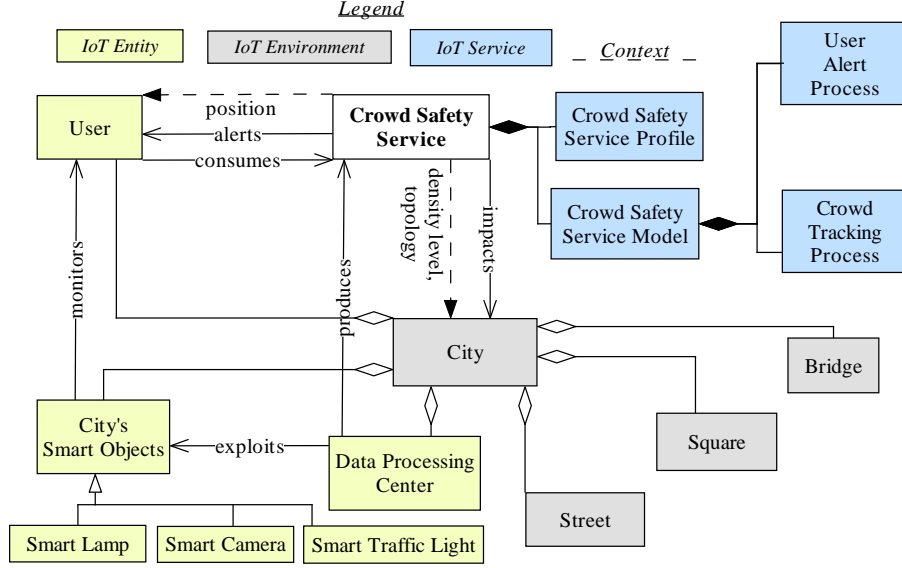 Legend
IoT Entity
IoT Environment
IoT Service
Context
User
Alert
Process
User
position
alerts
consumes
Crowd Safety
Service
Crowd Safety
Service Profile
density level,
topology
impacts
Crowd Safety
Service Model
Crowd
Tracking
Process
monitors
produces
City
Bridge
City's
Smart Objects
exploits
Data Processing
Center
Square
Street
Smart Lamp
Smart Camera
Smart Traffic Light